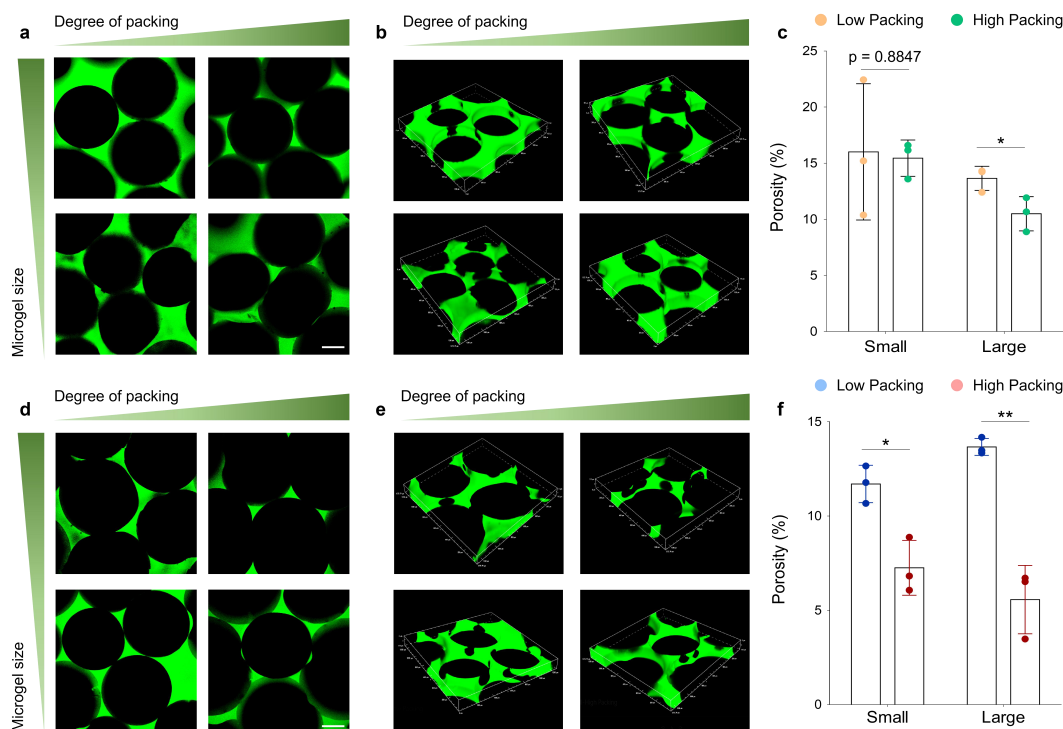 a
Degree of packing
b
Degree of packing
Microgel size
c
Low Packing
High Packing
p = 0.8847
*
Porosity (%)
25
20
15
10
5
0
Small
Large
d
Degree of packing
e
Degree of packing
Microgel size
f
Low Packing
High Packing
*
**
Porosity (%)
15
10
5
0
Small
Large